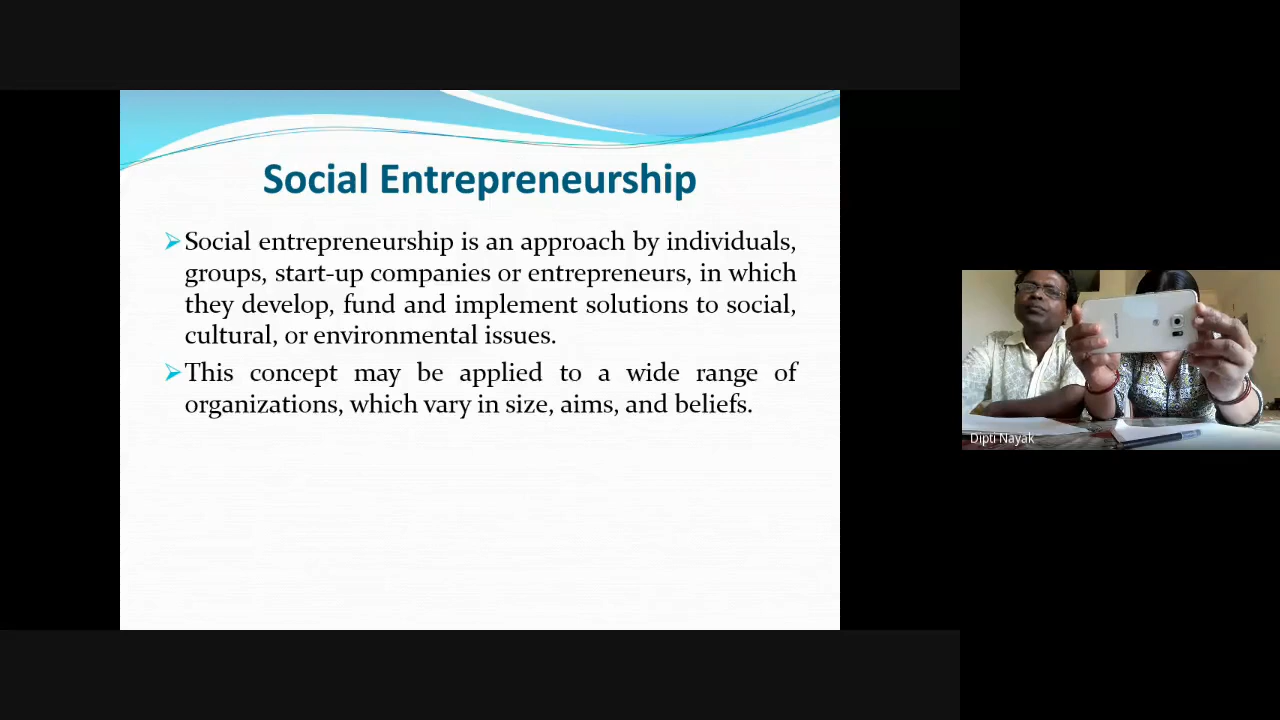 Social Entrepreneurship
Social entrepreneurship is an approach by individuals,
groups, start-up companies or entrepreneurs, in which
they develop, fund and implement solutions to social,
cultural, or environmental issues.
This concept may be applied to a wide range of
organizations, which vary in size, aims, and beliefs.
Dipti Nayak